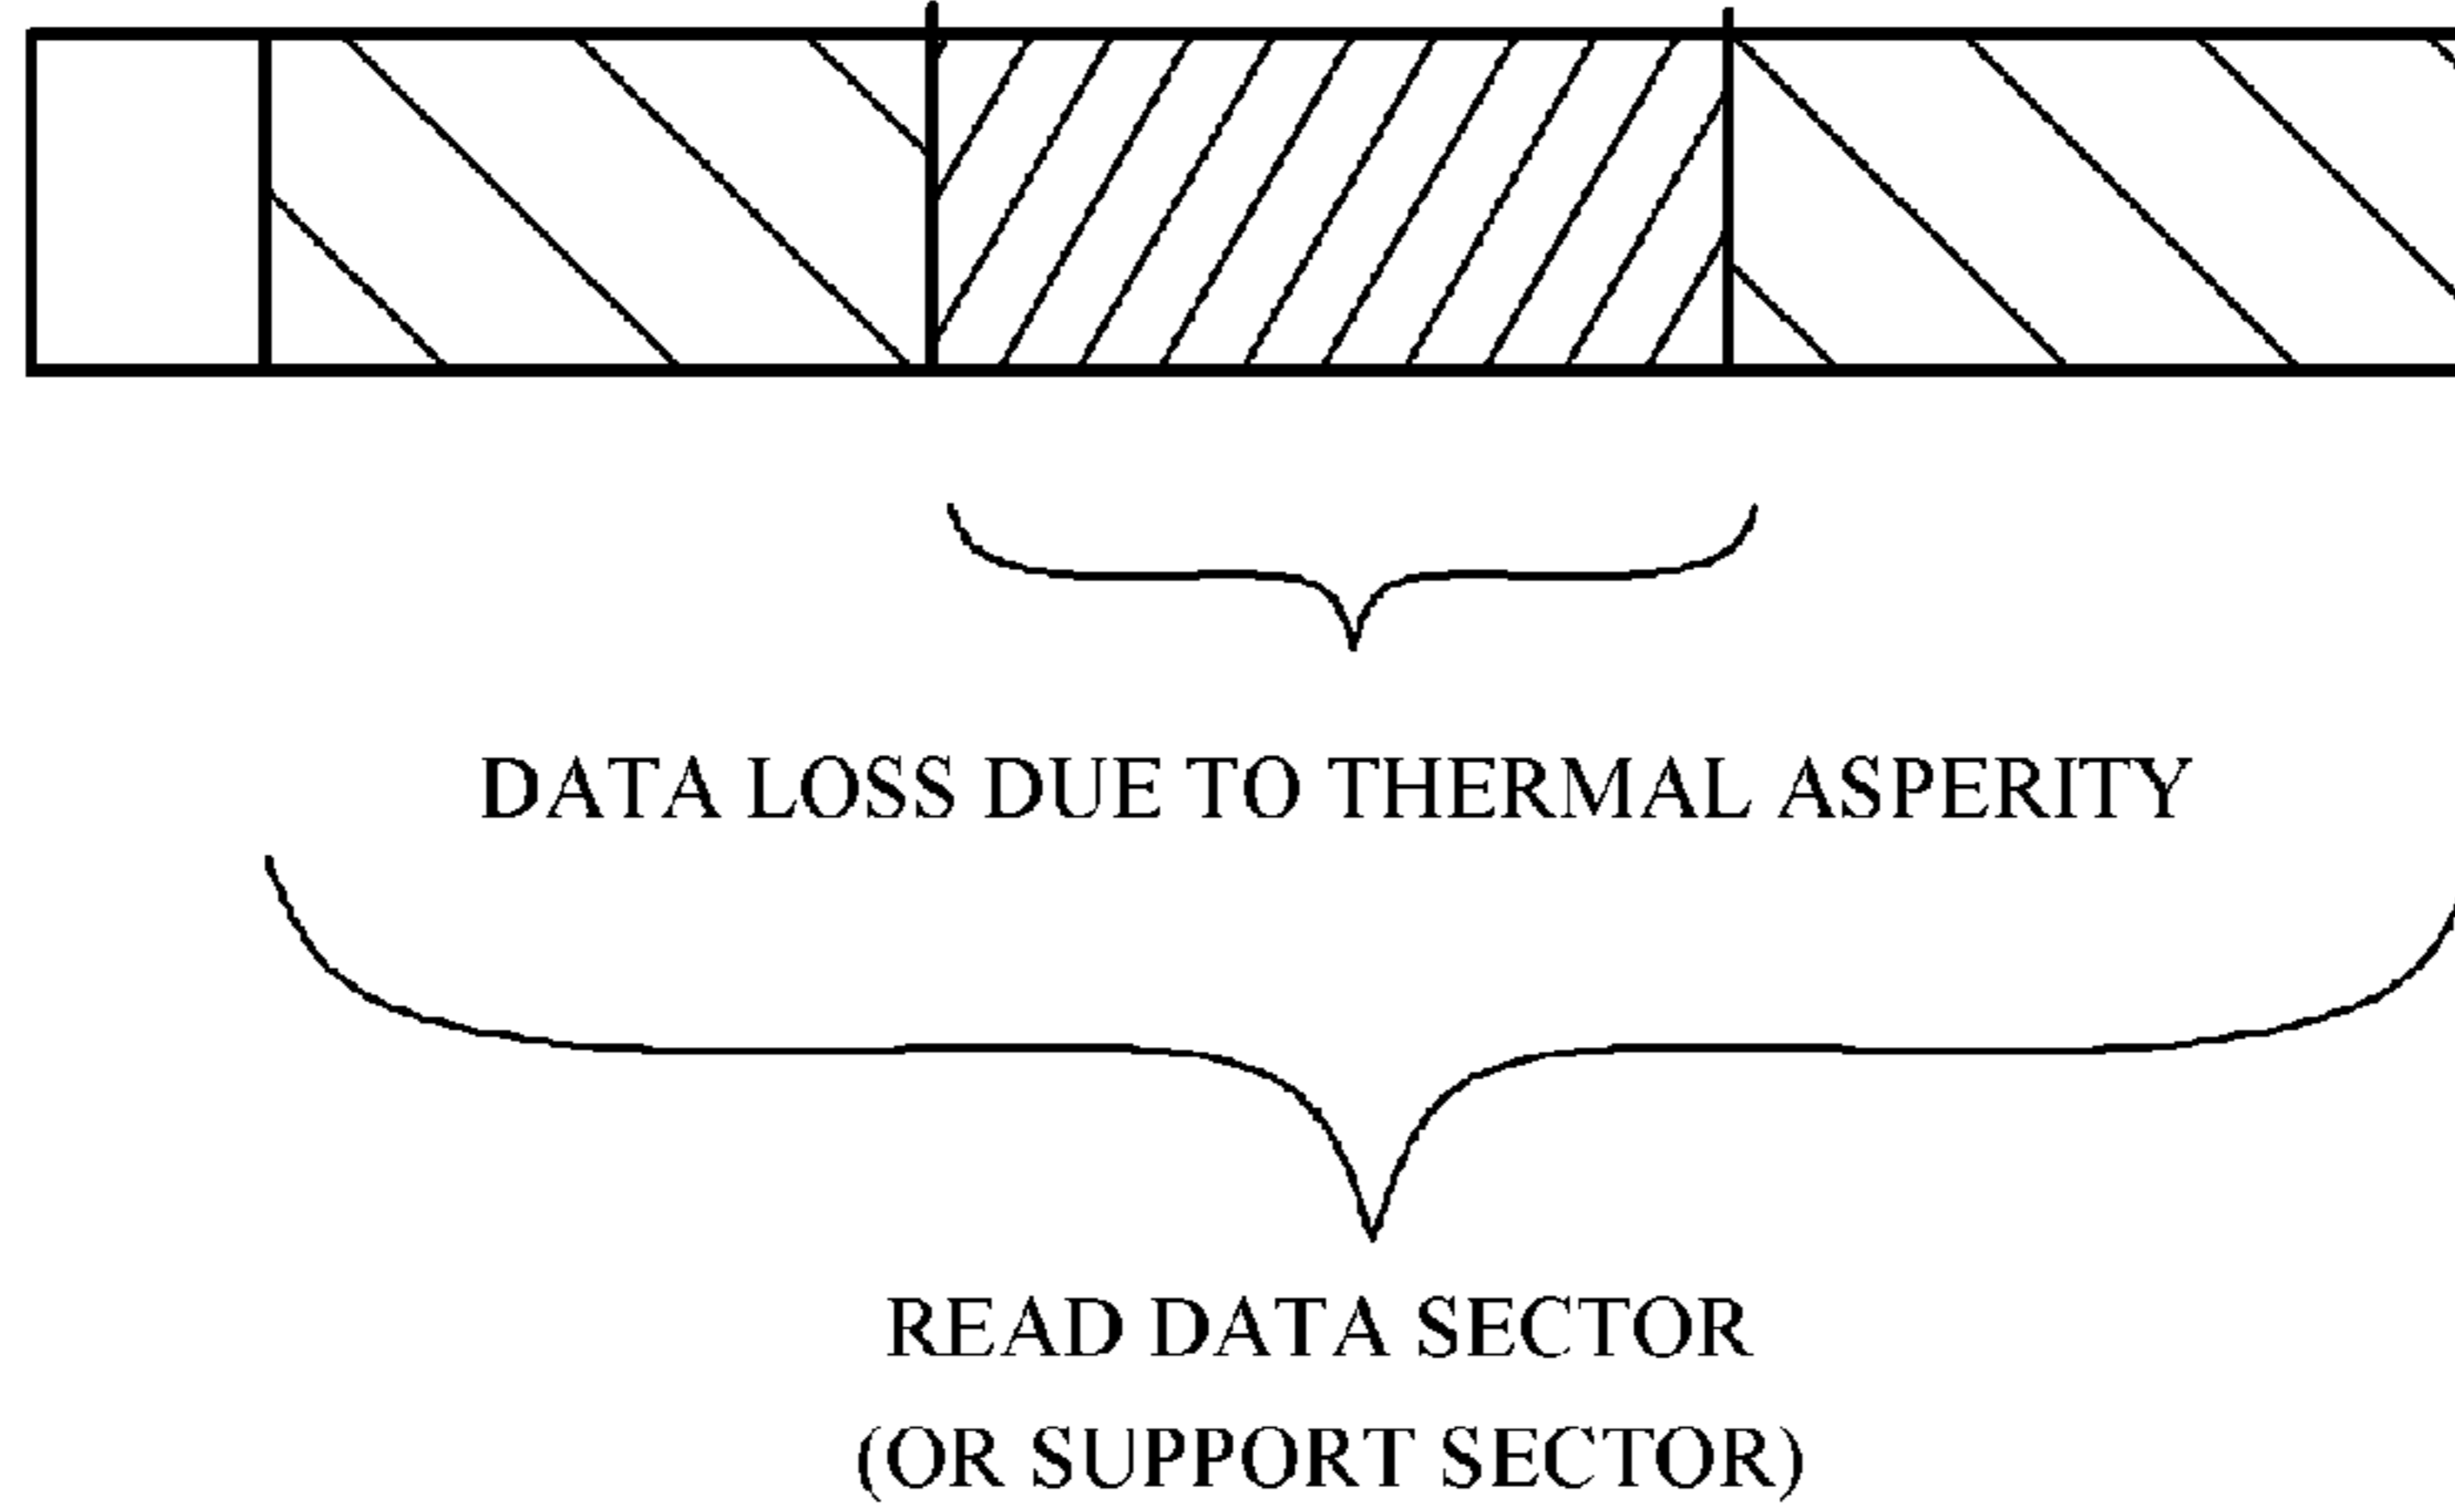 DATA LOSS DUE TO THERMAL ASPERITY
READ DATA SECTOR
(OR SUPPORT SECTOR)